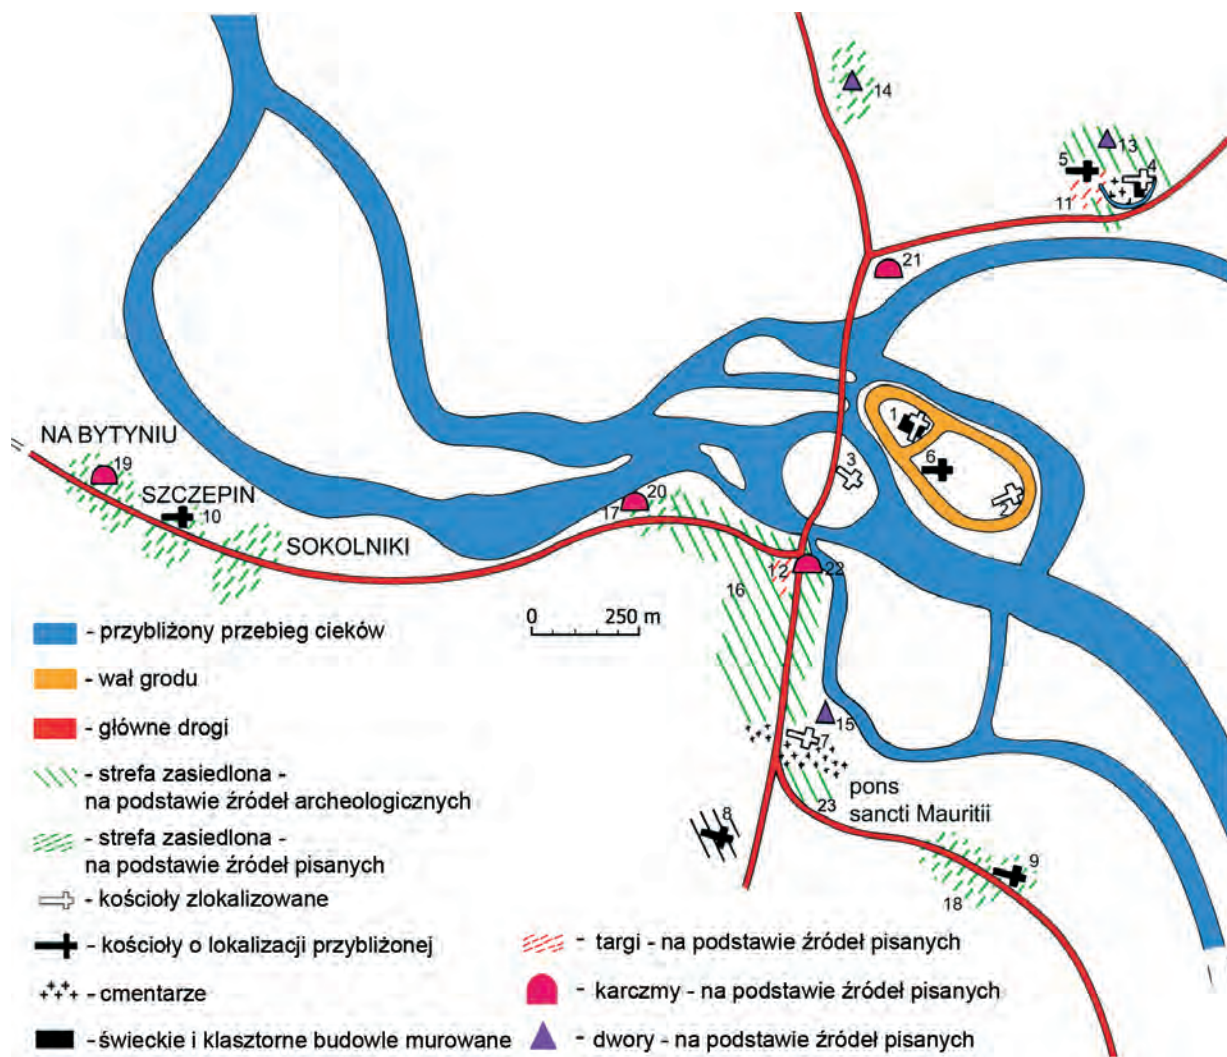 14
13
5
4
11
21
1
3
6
2
NA BYTYNIU
19
SZCZEPIN
10
20
17
SOKOLNIKI
12
22
16
0 250 m
- przybliżony przebieg cieków
- wał grodu
- główne drogi
- strefa zasiedlona -
na podstawie źródeł archeologicznych
- strefa zasiedlona -
na podstawie źródeł pisanych
- kościoły zlokalizowane
- kościoły o lokalizacji przybliżonej
- cmentarze
- świeckie i klasztorne budowle murowane
15
7
pons
sancti Mauritii
23
8
9
18
- targi - na podstawie źródeł pisanych
- karczmy - na podstawie źródeł pisanych
- dwory - na podstawie źródeł pisanych